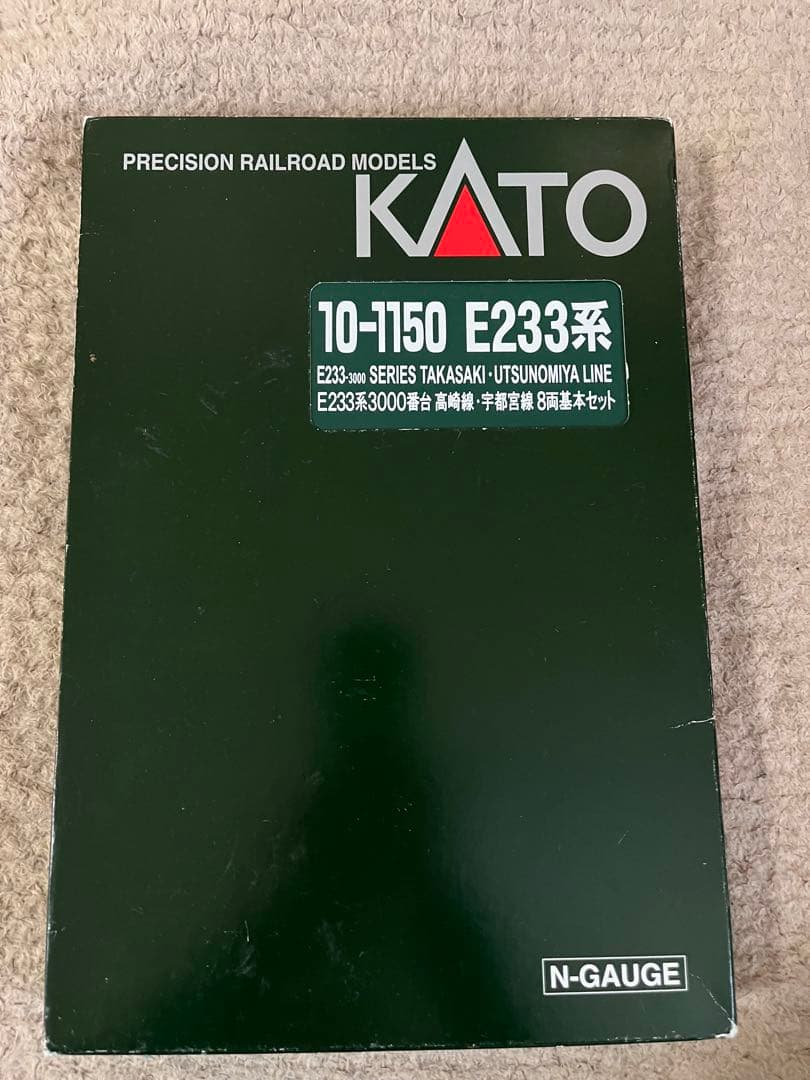 PRECISION RAILROAD MODELS
KATO
10-1150 E233系
E233-3000 SERIES TAKASAKI・UTSUNOMIYA LINE
E233系3000番台 高崎線・宇都宮線 8両基本セット
N-GAUGE